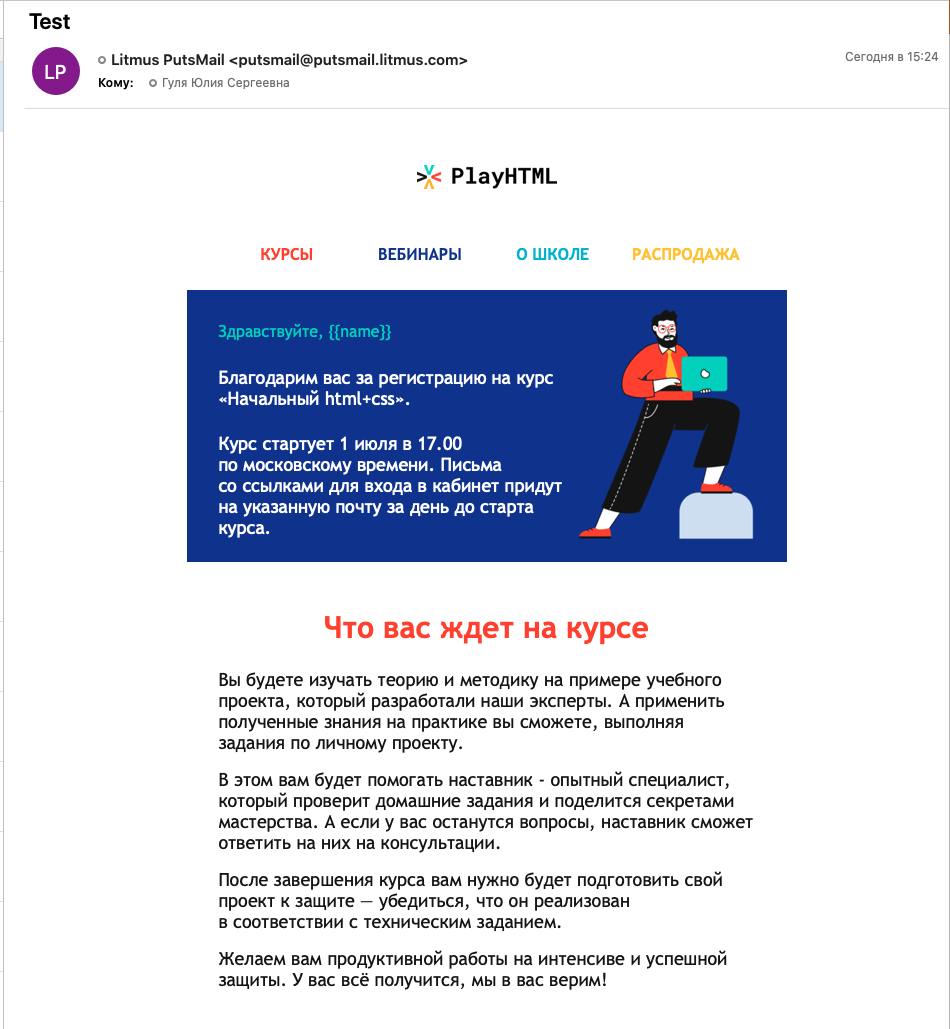 Test
LP
Litmus PutsMail <putsmail@putsmail.litmus.com>
Сегодня в 15:24
Кому: Гуля Юлия Сергеевна
PlayHTML
КУРСЫ ВЕБИНАРЫ О ШКОЛЕ РАСПРОДАЖА
Здравствуйте, {{name}}
Благодарим вас за регистрацию на курс
«Начальный html+css».
Курс стартует 1 июля в 17.00
по московскому времени. Письма
со ссылками для входа в кабинет придут
на указанную почту за день до старта
курса.
Что вас ждет на курсе
Вы будете изучать теорию и методику на примере учебного
проекта, который разработали наши эксперты. А применить
полученные знания на практике вы сможете, выполняя
задания по личному проекту.
В этом вам будет помогать наставник - опытный специалист,
который проверит домашние задания и поделится секретами
мастерства. А если у вас останутся вопросы, наставник сможет
ответить на них на консультации.
После завершения курса вам нужно будет подготовить свой
проект к защите — убедиться, что он реализован
в соответствии с техническим заданием.
Желаем вам продуктивной работы на интенсиве и успешной
защиты. У вас всё получится, мы в вас верим!